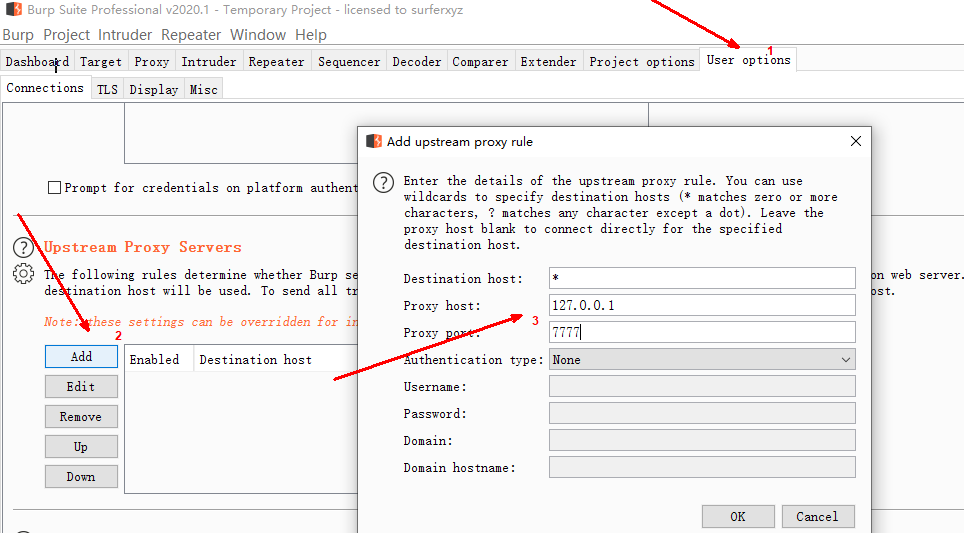 Burp Suite Professional v2020.1 - Temporary Project - licensed to surferxyz
Burp Project Intruder Repeater Window Help
Dashboard Target Proxy Intruder Repeater Sequencer Decoder Comparer Extender Project options User options
1
Connections TLS Display Misc
Add upstream proxy rule
Prompt for credentials on platform authent
? Enter the details of the upstream proxy rule. You can use
wildcards to specify destination hosts (* matches zero or more
characters, ? matches any character except a dot). Leave the
proxy host blank to connect directly for the specified
destination host.
? Upstream Proxy Servers
The following rules determine whether Burp se
on web server.
destination host will be used. To send all tr
ost.
Note: these settings can be overridden for in
2
Add
Edit
Remove
Up
Down
Enabled Destination host
Destination host: *
Proxy host: 127.0.0.1
3
Proxy port: 7777
Authentication type: None
Username:
Password:
Domain:
Domain hostname:
OK Cancel